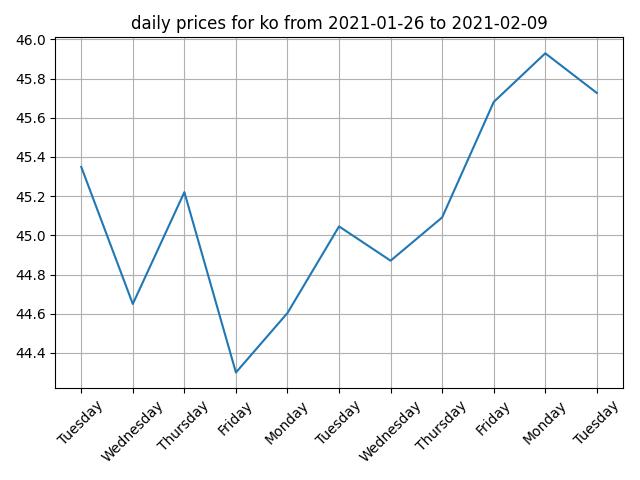 daily prices for ko from 2021-01-26 to 2021-02-09
46.0
45.8
45.6
45.4
45.2
45.0
44.8
44.6
44.4
Tuesday
Wednesday
Thursday
Friday
Monday
Tuesday
Wednesday
Thursday
Friday
Monday
Tuesday